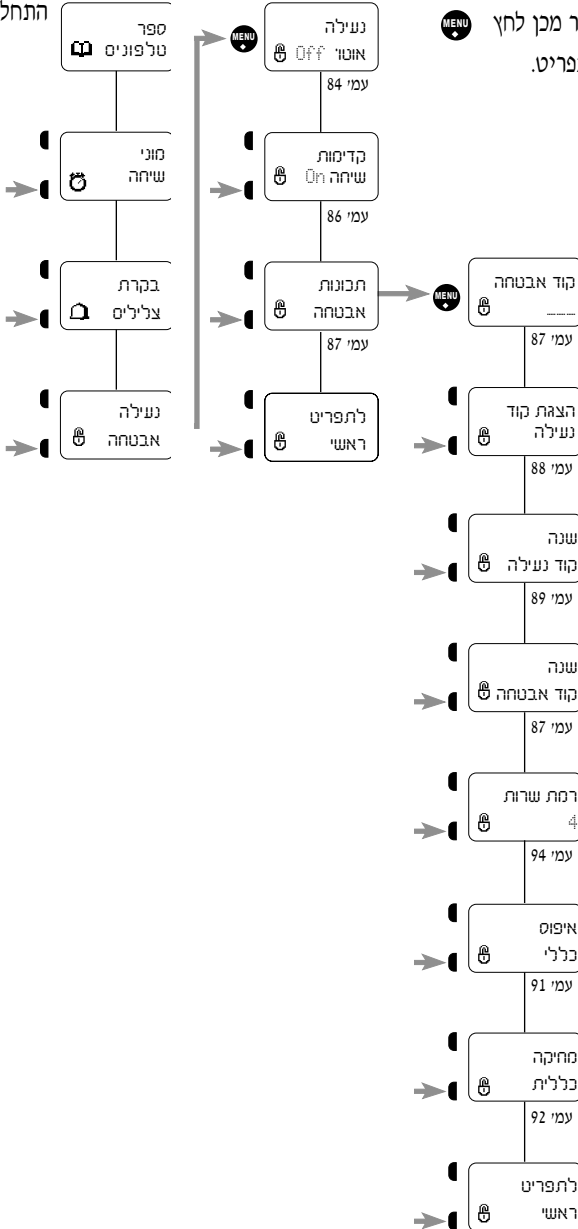 התחל
ר מכן לחץ
MENU
פריט.
ספר
טלפונים
מוני
שיחה
בקרת
צלילים
נעילה
אבטחה
MENU
נעילה
אוטו׳ Off
עמ׳ 84
קדימות
שיחה On
עמ׳ 86
תכונות
אבטחה
עמ׳ 87
לתפריט
ראשי
MENU
קוד אבטחה
___
עמ׳ 87
הצגת קוד
נעילה
עמ׳ 88
שנה
קוד נעילה
עמ׳ 89
שנה
קוד אבטחה
עמ׳ 87
רמת שרות
4
עמ׳ 94
איפוס
כללי
עמ׳ 91
מחיקה
כללית
עמ׳ 92
לתפריט
ראשי